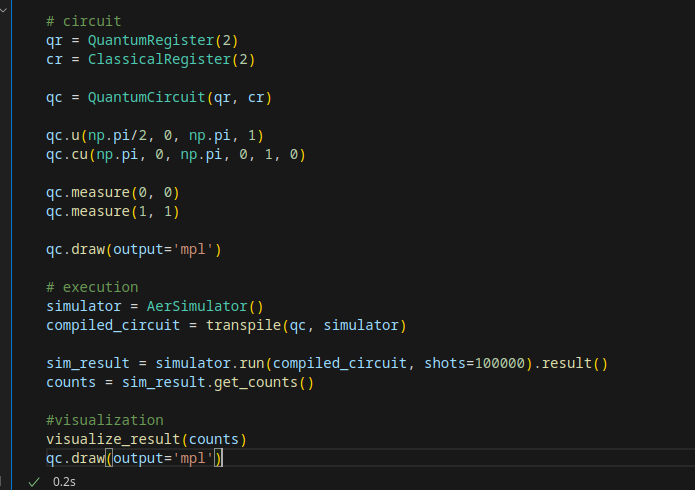 # circuit
qr = QuantumRegister(2)
cr = ClassicalRegister(2)
qc = QuantumCircuit(qr, cr)
qc.u(np.pi/2, 0, np.pi, 1)
qc.cu(np.pi, 0, np.pi, 0, 1, 0)
qc.measure(0, 0)
qc.measure(1, 1)
qc.draw(output='mpl')
# execution
simulator = AerSimulator()
compiled_circuit = transpile(qc, simulator)
sim_result = simulator.run(compiled_circuit, shots=100000).result()
counts = sim_result.get_counts()
#visualization
visualize_result(counts)
qc.draw(output='mpl')
0.2s